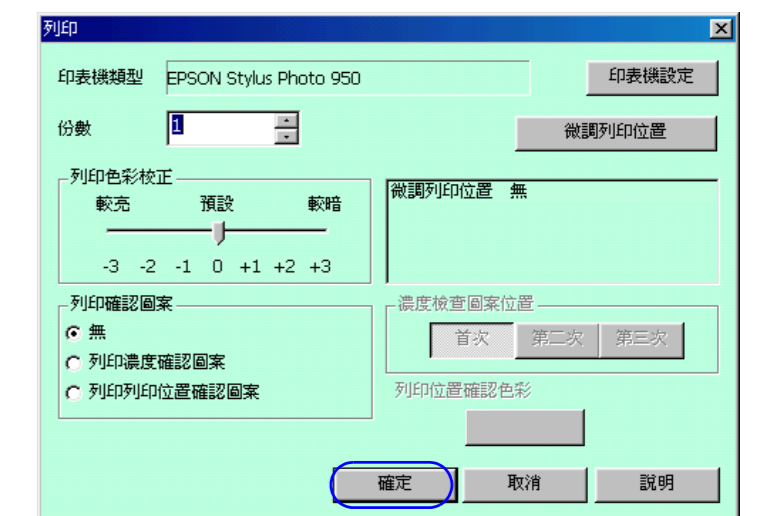 列印
印表機類型 EPSON Stylus Photo 950 印表機設定
份數 1 微調列印位置
列印色彩校正
較亮 預設 較暗
-3 -2 -1 0 +1 +2 +3
微調列印位置 無
列印確認圖案
無
列印濃度確認圖案
列印列印位置確認圖案
濃度檢查圖案位置
首次 第二次 第三次
列印位置確認色彩
確定 取消 說明